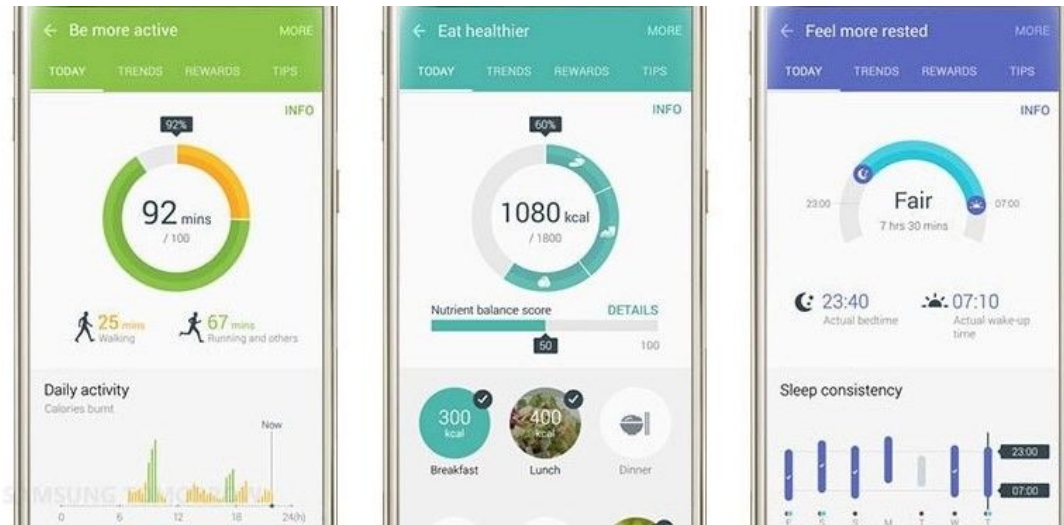 ← Be more active MORE
TODAY TRENDS REWARDS TIPS
INFO
92%
92 mins
/ 100
25 mins
Walking
67 mins
Running and others
Daily activity
Calories burnt
Now
0 6 12 18 24(h)
← Eat healthier MORE
TODAY TRENDS REWARDS TIPS
INFO
60%
1080 kcal
/ 1800
Nutrient balance score DETAILS
50 100
300
kcal
Breakfast
400
kcal
Lunch
Dinner
← Feel more rested MORE
TODAY TRENDS REWARDS TIPS
INFO
23:00 07:00
Fair
7 hrs 30 mins
23:40
Actual bedtime
07:10
Actual wake-up
time
Sleep consistency
23:00
07:00
F S S M T W T
SAMSUNG